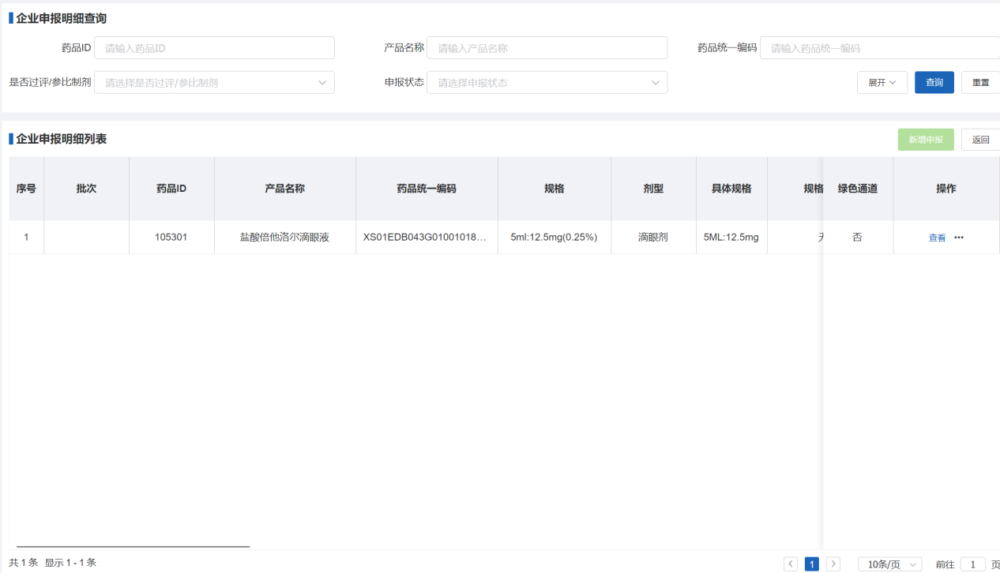 企业申报明细查询
药品ID 请输入药品ID 产品名称 请输入产品名称 药品统一编码 请输入药品统一编码
是否过评/参比制剂 请选择是否过评/参比制剂 申报状态 请选择申报状态 展开 查询 重置
企业申报明细列表 新增申报 返回
序号 批次 药品ID 产品名称 药品统一编码 规格 剂型 具体规格 规格 绿色通道 操作
1 105301 盐酸倍他洛尔滴眼液 XS01EDB043G01001018... 5ml:12.5mg(0.25%) 滴眼剂 5ML:12.5mg 否 查看 •••
共 1 条 显示 1 - 1 条 1 10条/页 前往 1 页